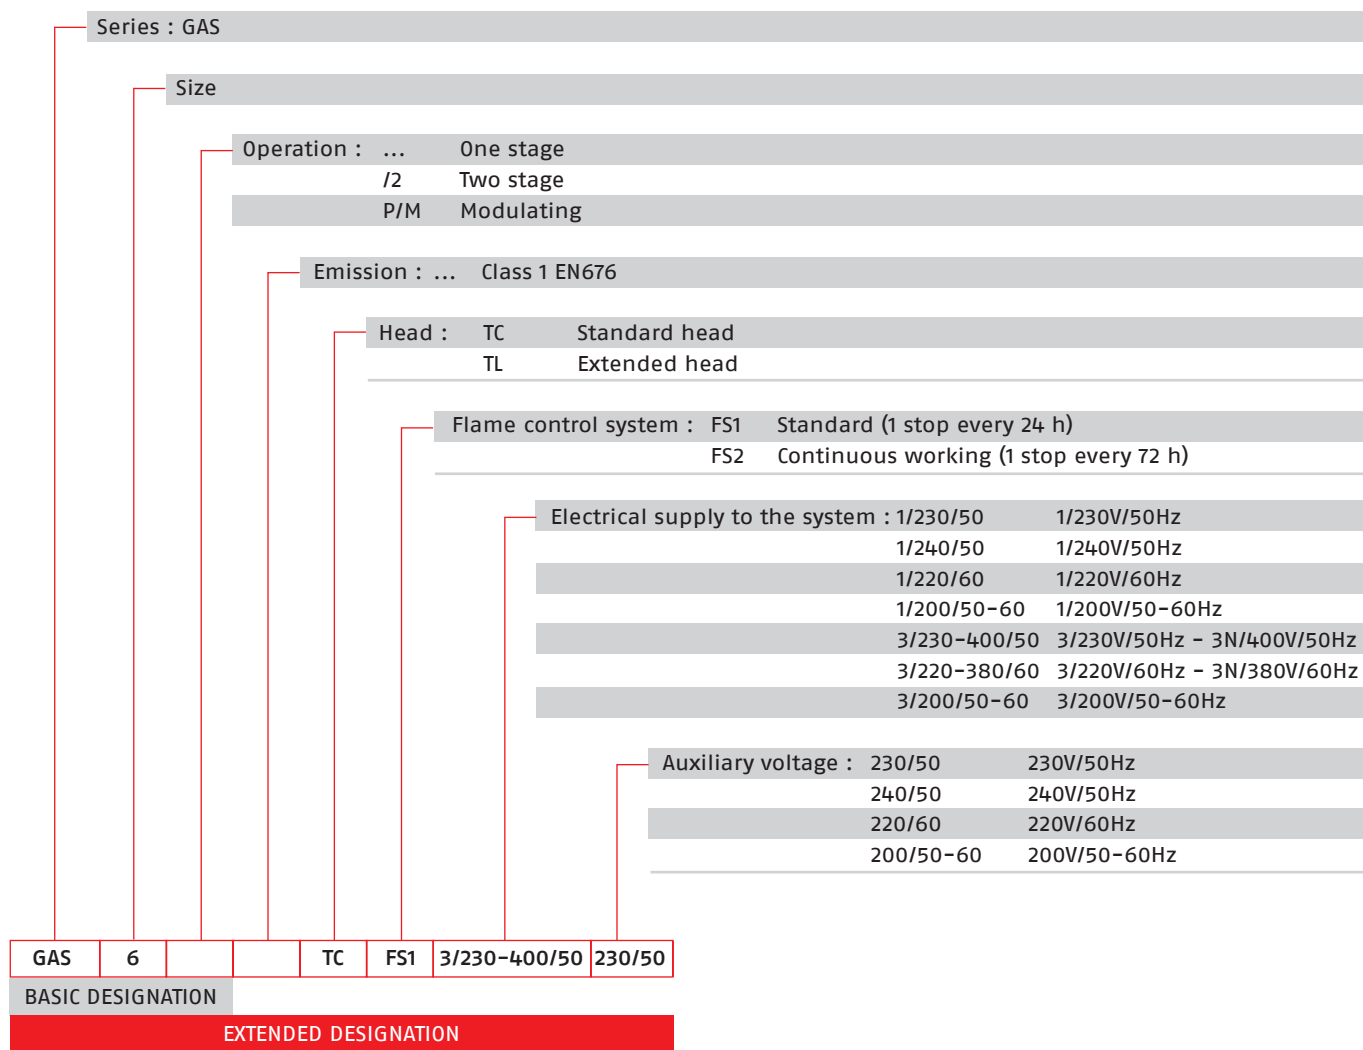 Series : GAS
Size
Operation : ... One stage
/2 Two stage
P/M Modulating
Emission : ... Class 1 EN676
Head : TC Standard head
TL Extended head
Flame control system : FS1 Standard (1 stop every 24 h)
FS2 Continuous working (1 stop every 72 h)
Electrical supply to the system : 1/230/50 1/230V/50Hz
1/240/50 1/240V/50Hz
1/220/60 1/220V/60Hz
1/200/50-60 1/200V/50-60Hz
3/230-400/50 3/230V/50Hz - 3N/400V/50Hz
3/220-380/60 3/220V/60Hz - 3N/380V/60Hz
3/200/50-60 3/200V/50-60Hz
Auxiliary voltage : 230/50 230V/50Hz
240/50 240V/50Hz
220/60 220V/60Hz
200/50-60 200V/50-60Hz
GAS 6 TC FS1 3/230-400/50 230/50
BASIC DESIGNATION
EXTENDED DESIGNATION